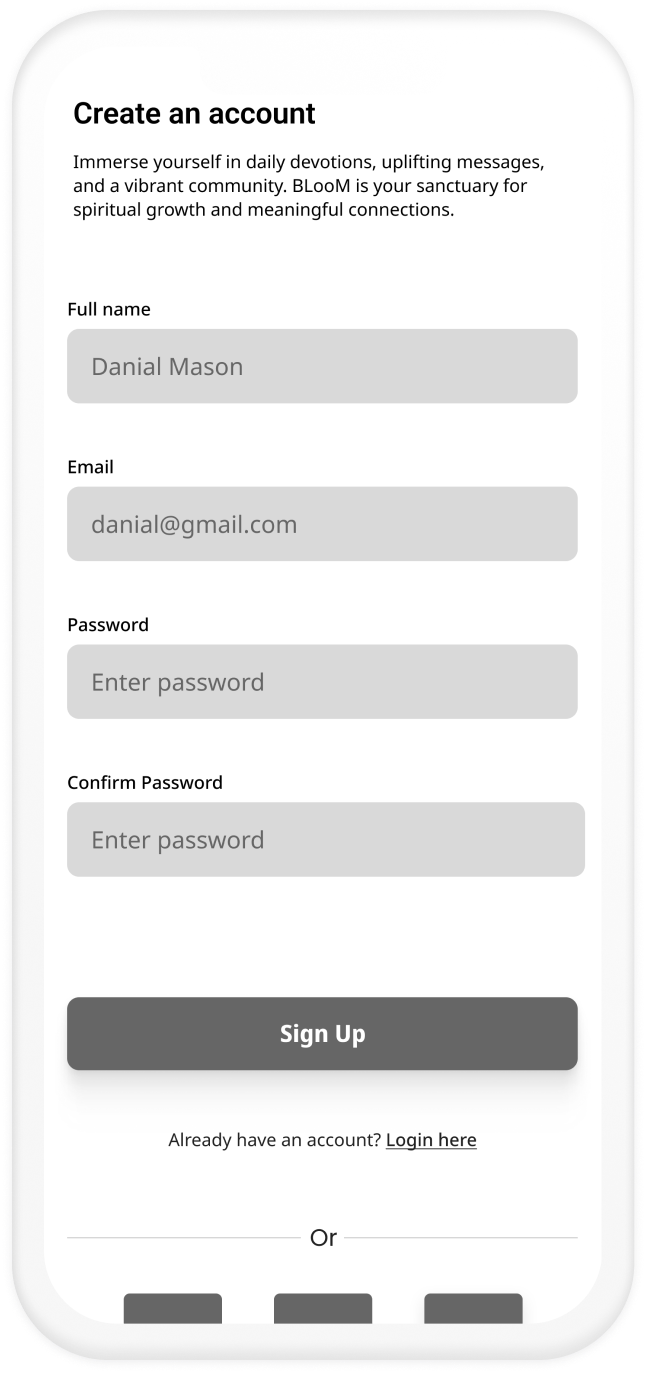 Create an account
Immerse yourself in daily devotions, uplifting messages,
and a vibrant community. BLooM is your sanctuary for
spiritual growth and meaningful connections.
Full name
Danial Mason
Email
danial@gmail.com
Password
Enter password
Confirm Password
Enter password
Sign Up
Already have an account? Login here
Or